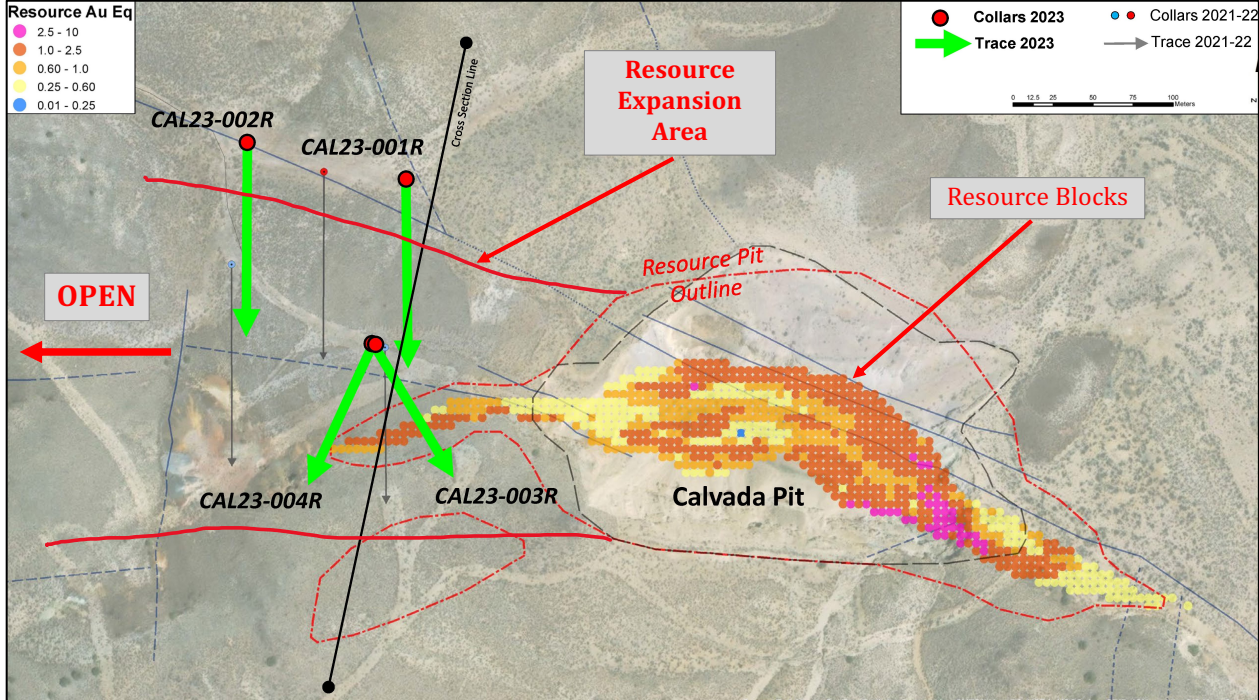 Resource Au Eq
2.5 - 10
1.0 - 2.5
0.60 - 1.0
0.25 - 0.60
0.01 - 0.25
Collars 2023
Collars 2021-22
Trace 2023
Trace 2021-22
0 12.5 25 50 75 100
Meters
N
Resource
Expansion
Area
Cross Section Line
CAL23-002R
CAL23-001R
Resource Blocks
OPEN
Resource Pit
Outline
CAL23-004R
CAL23-003R
Calvada Pit